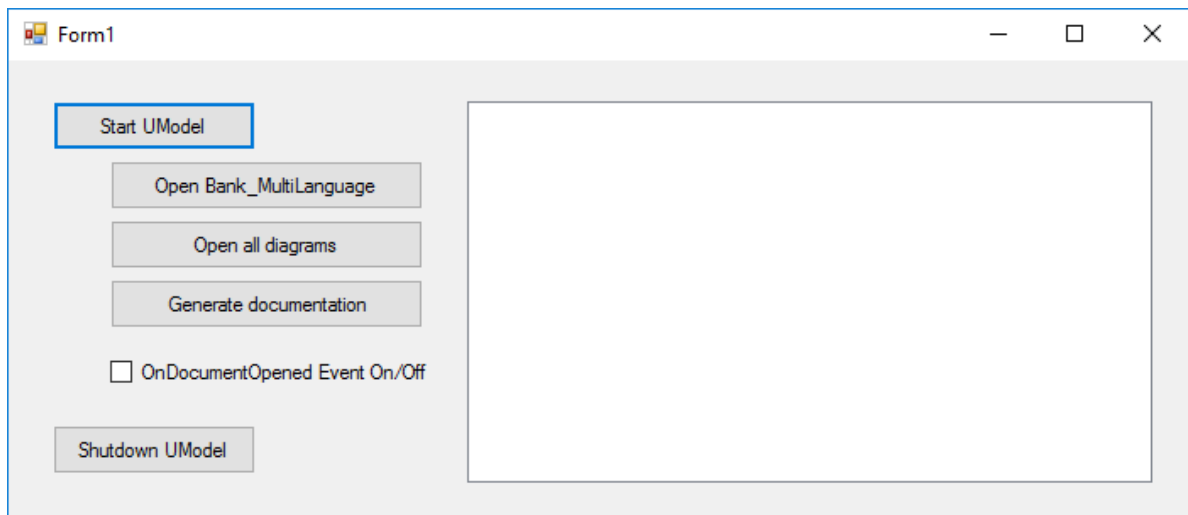 Form1
Start UModel
Open Bank_MultiLanguage
Open all diagrams
Generate documentation
OnDocumentOpened Event On/Off
Shutdown UModel